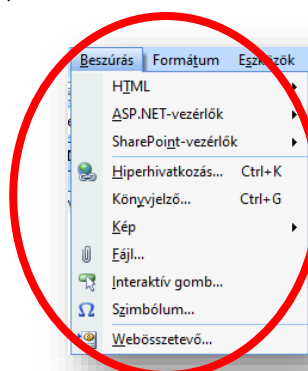 Beszúrás Formátum Eszközök
HTML
ASP.NET-vezérlők
SharePoint-vezérlők
Hiperhivatkozás... Ctrl+K
Könyvjelző... Ctrl+G
Kép
Fájl...
Interaktív gomb...
Szimbólum...
Webösszetevő...